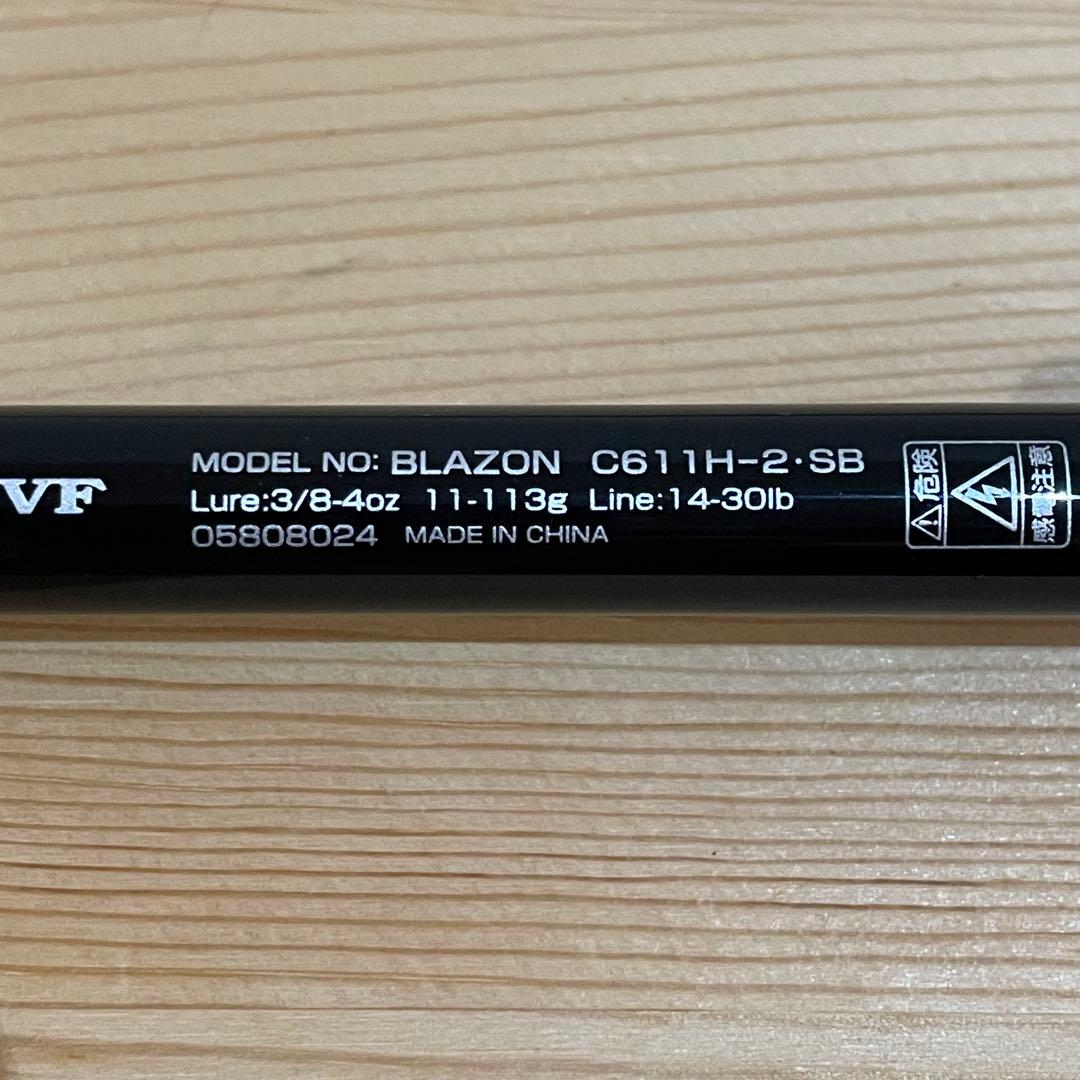 VF
MODEL NO: BLAZON C611H-2・SB
Lure:3/8-4oz 11-113g Line:14-30lb
05808024 MADE IN CHINA
危険
感電注意